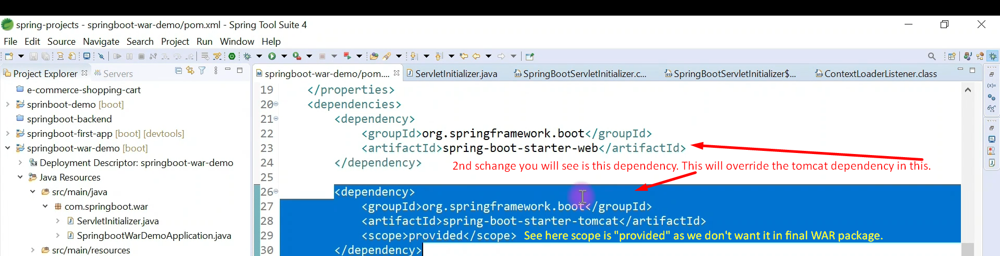 spring-projects - springboot-war-demo/pom.xml - Spring Tool Suite 4
File Edit Source Navigate Search Project Run Window Help
Project Explorer Servers
springboot-war-demo/pom.... ServletInitializer.java SpringBootServletInitializer.c... SpringBootServletInitializer$... ContextLoaderListener.class
e-commerce-shopping-cart
sprinboot-demo [boot]
springboot-backend
springboot-first-app [boot] [devtools]
springboot-war-demo [boot]
Deployment Descriptor: springboot-war-demo
Java Resources
src/main/java
com.springboot.war
ServletInitializer.java
SpringbootWarDemoApplication.java
src/main/resources
19 </properties>
20 <dependencies>
21 <dependency>
22 <groupId>org.springframework.boot</groupId>
23 <artifactId>spring-boot-starter-web</artifactId>
24 </dependency>
2nd schange you will see is this dependency. This will override the tomcat dependency in this.
25
26 <dependency>
27 <groupId>org.springframework.boot</groupId>
28 <artifactId>spring-boot-starter-tomcat</artifactId>
29 <scope>provided</scope> See here scope is "provided" as we don't want it in final WAR package.
30 </dependency>